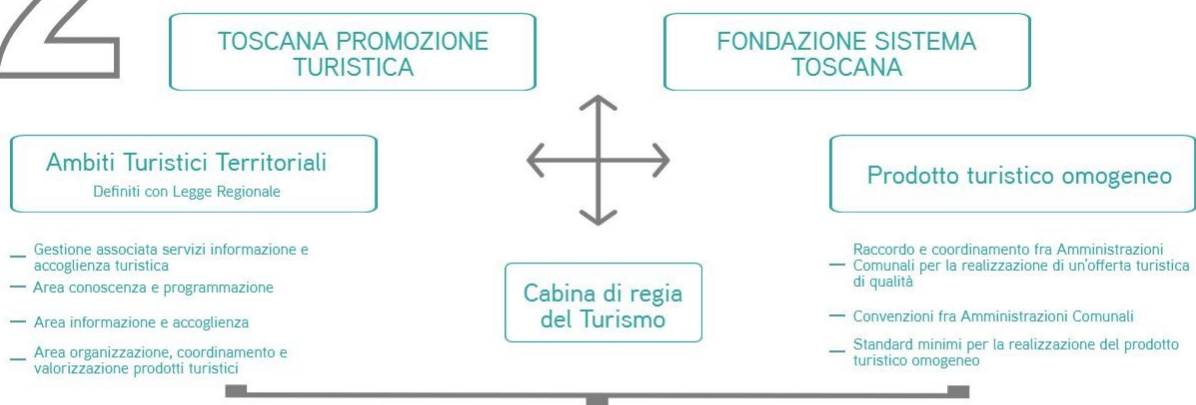 2
TOSCANA PROMOZIONE
TURISTICA
FONDAZIONE SISTEMA
TOSCANA
Ambiti Turistici Territoriali
Definiti con Legge Regionale
— Gestione associata servizi informazione e
accoglienza turistica
— Area conoscenza e programmazione
— Area informazione e accoglienza
— Area organizzazione, coordinamento e
valorizzazione prodotti turistici
Cabina di regia
del Turismo
Prodotto turistico omogeneo
Raccordo e coordinamento fra Amministrazioni
— Comunali per la realizzazione di un'offerta turistica
di qualità
— Convenzioni fra Amministrazioni Comunali
— Standard minimi per la realizzazione del prodotto
turistico omogeneo